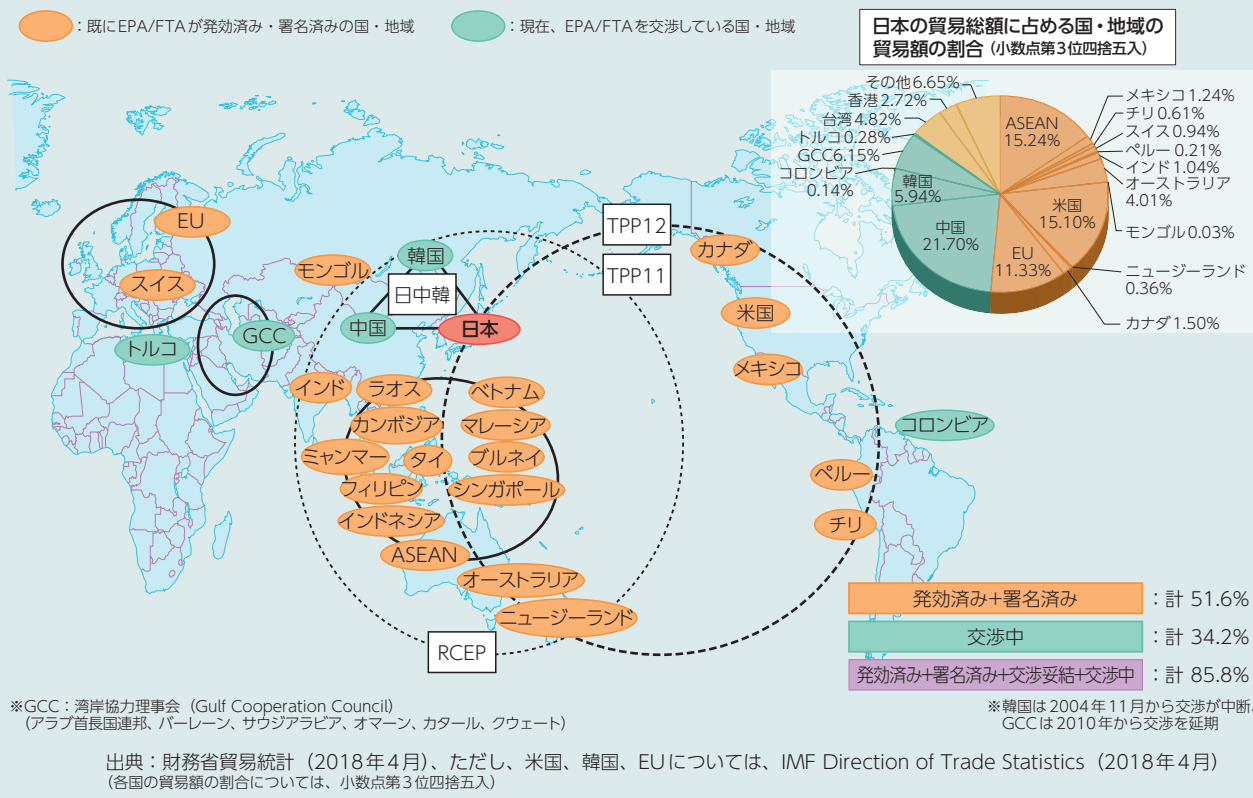 ：既にEPA/FTAが発効済み・署名済みの国・地域
：現在、EPA/FTAを交渉している国・地域
日本の貿易総額に占める国・地域の
貿易額の割合（小数点第3位四捨五入）
その他6.65%
香港2.72%
台湾4.82%
トルコ0.28%
GCC6.15%
コロンビア
0.14%
韓国
5.94%
中国
21.70%
ASEAN
15.24%
メキシコ1.24%
チリ0.61%
スイス0.94%
ペルー0.21%
インド1.04%
オーストラリア
4.01%
米国
15.10%
モンゴル0.03%
EU
11.33%
ニュージーランド
0.36%
カナダ1.50%
EU
スイス
トルコ
GCC
モンゴル
韓国
日中韓
中国
日本
TPP12
TPP11
カナダ
米国
メキシコ
コロンビア
ペルー
チリ
インド
ラオス
ベトナム
カンボジア
マレーシア
ミャンマー
タイ
ブルネイ
フィリピン
シンガポール
インドネシア
ASEAN
オーストラリア
ニュージーランド
RCEP
発効済み+署名済み
：計 51.6%
交渉中
：計 34.2%
発効済み+署名済み+交渉妥結+交渉中
：計 85.8%
※GCC：湾岸協力理事会（Gulf Cooperation Council）
（アラブ首長国連邦、バーレーン、サウジアラビア、オマーン、カタール、クウェート）
※韓国は2004年11月から交渉が中断、
GCCは2010年から交渉を延期
出典：財務省貿易統計（2018年4月）、ただし、米国、韓国、EUについては、IMF Direction of Trade Statistics（2018年4月）
（各国の貿易額の割合については、小数点第3位四捨五入）